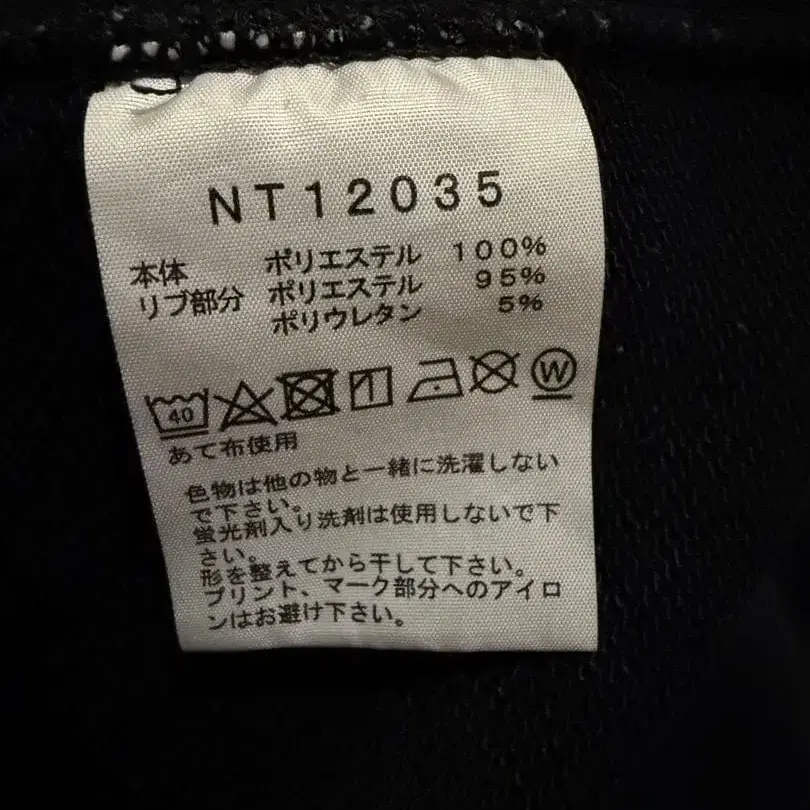 NT12035
本体 ポリエステル 100%
リブ部分 ポリエステル 95%
ポリウレタン 5%
40 W
あて布使用
色物は他の物と一緒に洗濯しない
で下さい。
蛍光剤入り洗剤は使用しないで下
さい。
形を整えてから干して下さい。
プリント、マーク部分へのアイロ
ンはお避け下さい。